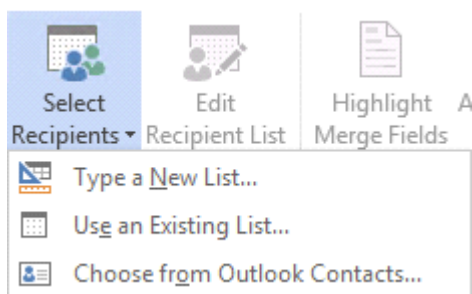 Select Edit Highlight A
Recipients Recipient List Merge Fields
Type a New List...
Use an Existing List...
Choose from Outlook Contacts...